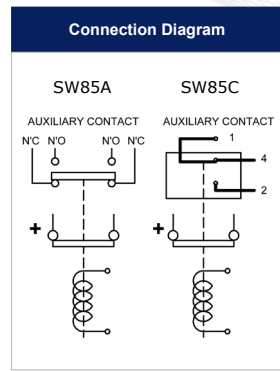 Connection Diagram
SW85A SW85C
AUXILIARY CONTACT AUXILIARY CONTACT
N'C N'O N'O N'C 1
4
2
+ +